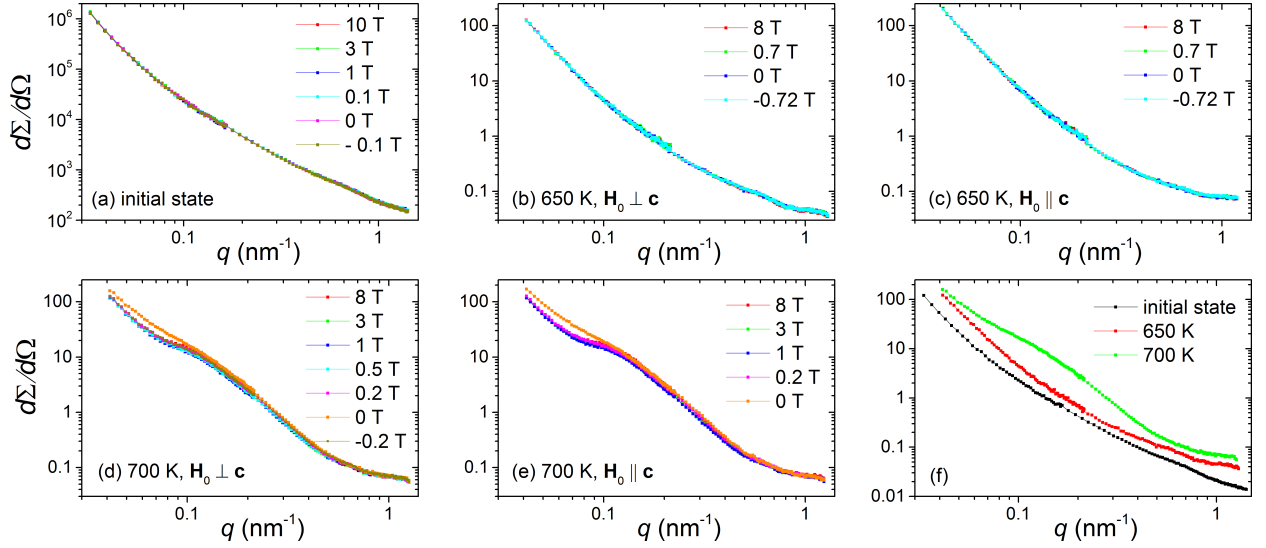 dΣ/dΩ
10⁶
10⁵
10⁴
10³
10²
10 T
3 T
1 T
0.1 T
0 T
- 0.1 T
(a) initial state
0.1
1
q (nm⁻¹)
100
10
1
0.1
8 T
0.7 T
0 T
-0.72 T
(b) 650 K, H₀ ⊥ c
0.1
1
q (nm⁻¹)
100
10
1
0.1
8 T
0.7 T
0 T
-0.72 T
(c) 650 K, H₀ ∥ c
0.1
1
q (nm⁻¹)
dΣ/dΩ
100
10
1
0.1
8 T
3 T
1 T
0.5 T
0.2 T
0 T
-0.2 T
(d) 700 K, H₀ ⊥ c
0.1
1
q (nm⁻¹)
100
10
1
0.1
8 T
3 T
1 T
0.2 T
0 T
(e) 700 K, H₀ ∥ c
0.1
1
q (nm⁻¹)
100
10
1
0.1
0.01
initial state
650 K
700 K
(f)
0.1
1
q (nm⁻¹)